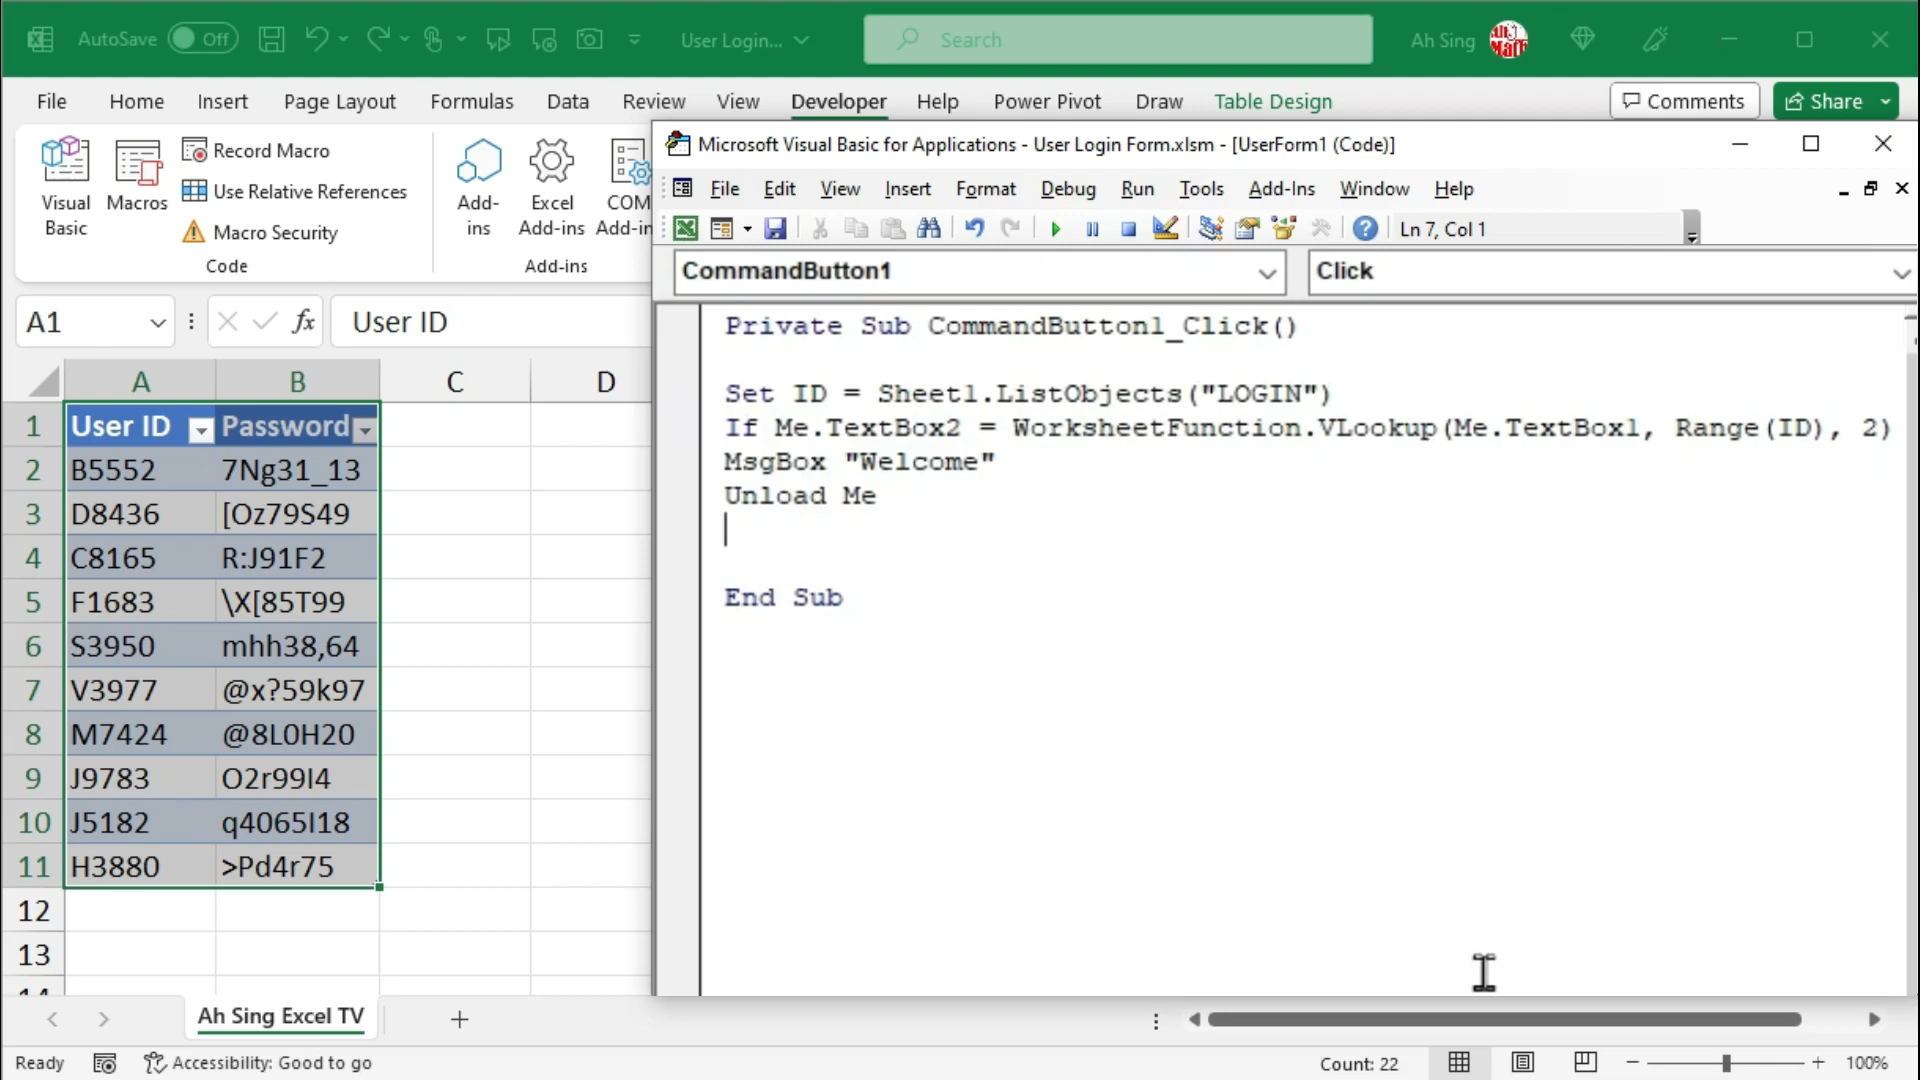 AutoSave Off User Login... Search Ah Sing
File Home Insert Page Layout Formulas Data Review View Developer Help Power Pivot Draw Table Design Comments Share
Visual Basic
Macros
Record Macro
Use Relative References
Macro Security
Code
Add-ins
Excel Add-ins
COM Add-in
Add-ins
A1 fx User ID
A B C D
1 User ID Password
2 B5552 7Ng31_13
3 D8436 [Oz79S49
4 C8165 R:J91F2
5 F1683 \X[85T99
6 S3950 mhh38,64
7 V3977 @x?59k97
8 M7424 @8L0H20
9 J9783 O2r99I4
10 J5182 q4065I18
11 H3880 >Pd4r75
12
13
14
Microsoft Visual Basic for Applications - User Login Form.xlsm - [UserForm1 (Code)]
File Edit View Insert Format Debug Run Tools Add-Ins Window Help
Ln 7, Col 1
CommandButton1 Click
Private Sub CommandButton1_Click()
Set ID = Sheet1.ListObjects("LOGIN")
If Me.TextBox2 = WorksheetFunction.VLookup(Me.TextBox1, Range(ID), 2)
MsgBox "Welcome"
Unload Me
End Sub
Ah Sing Excel TV
Ready Accessibility: Good to go Count: 22 100%